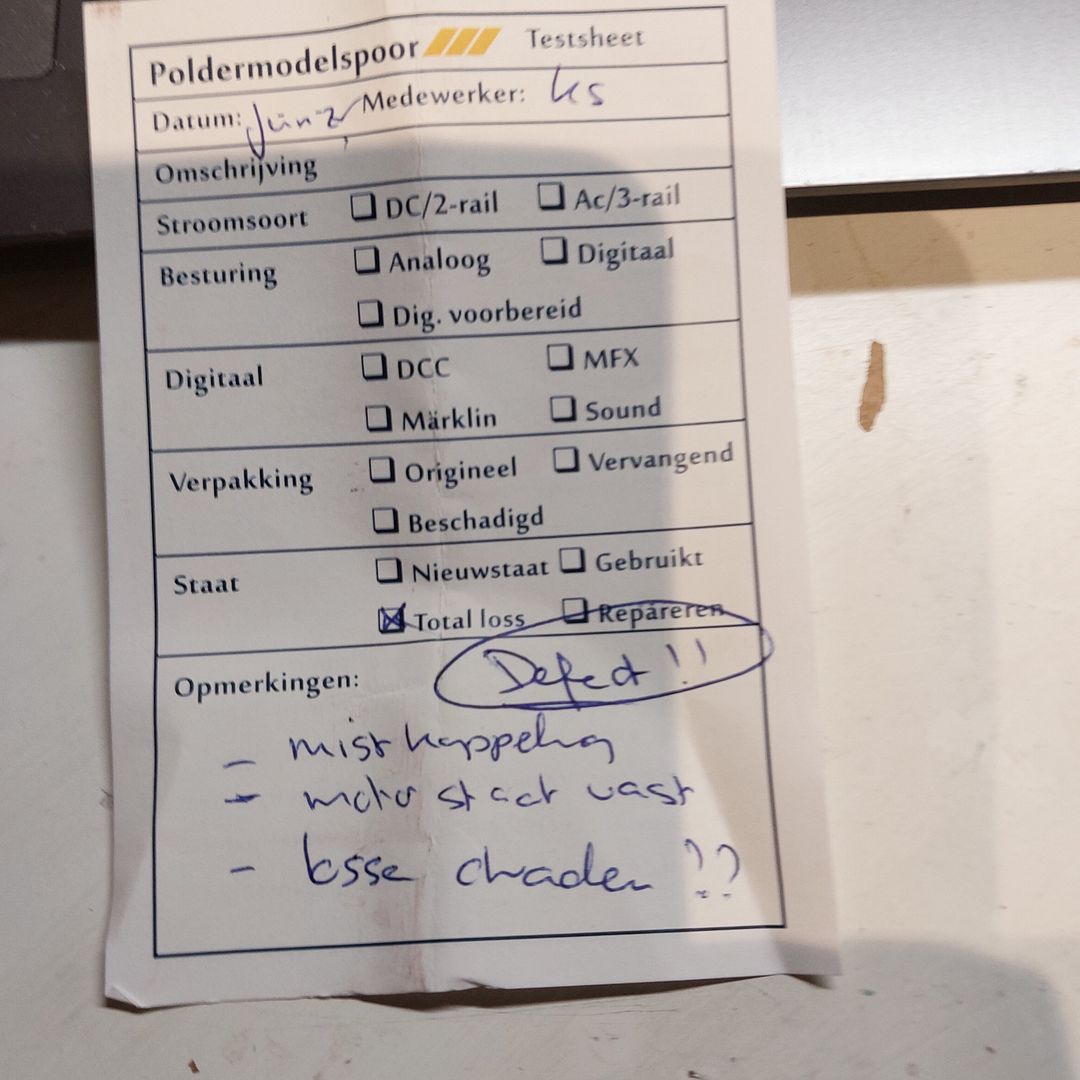 Poldermodelspoor Testsheet
Datum: Medewerker: KS
Omschrijving
Stroomsoort DC/2-rail Ac/3-rail
Besturing Analoog Digitaal
Dig. voorbereid
Digitaal DCC MFX
Märklin Sound
Verpakking Origineel Vervangend
Beschadigd
Staat Nieuwstaat Gebruikt
Total loss Repareren
Opmerkingen: Defect!!
- mist koppeling
- motor staat vast
- losse draden ??